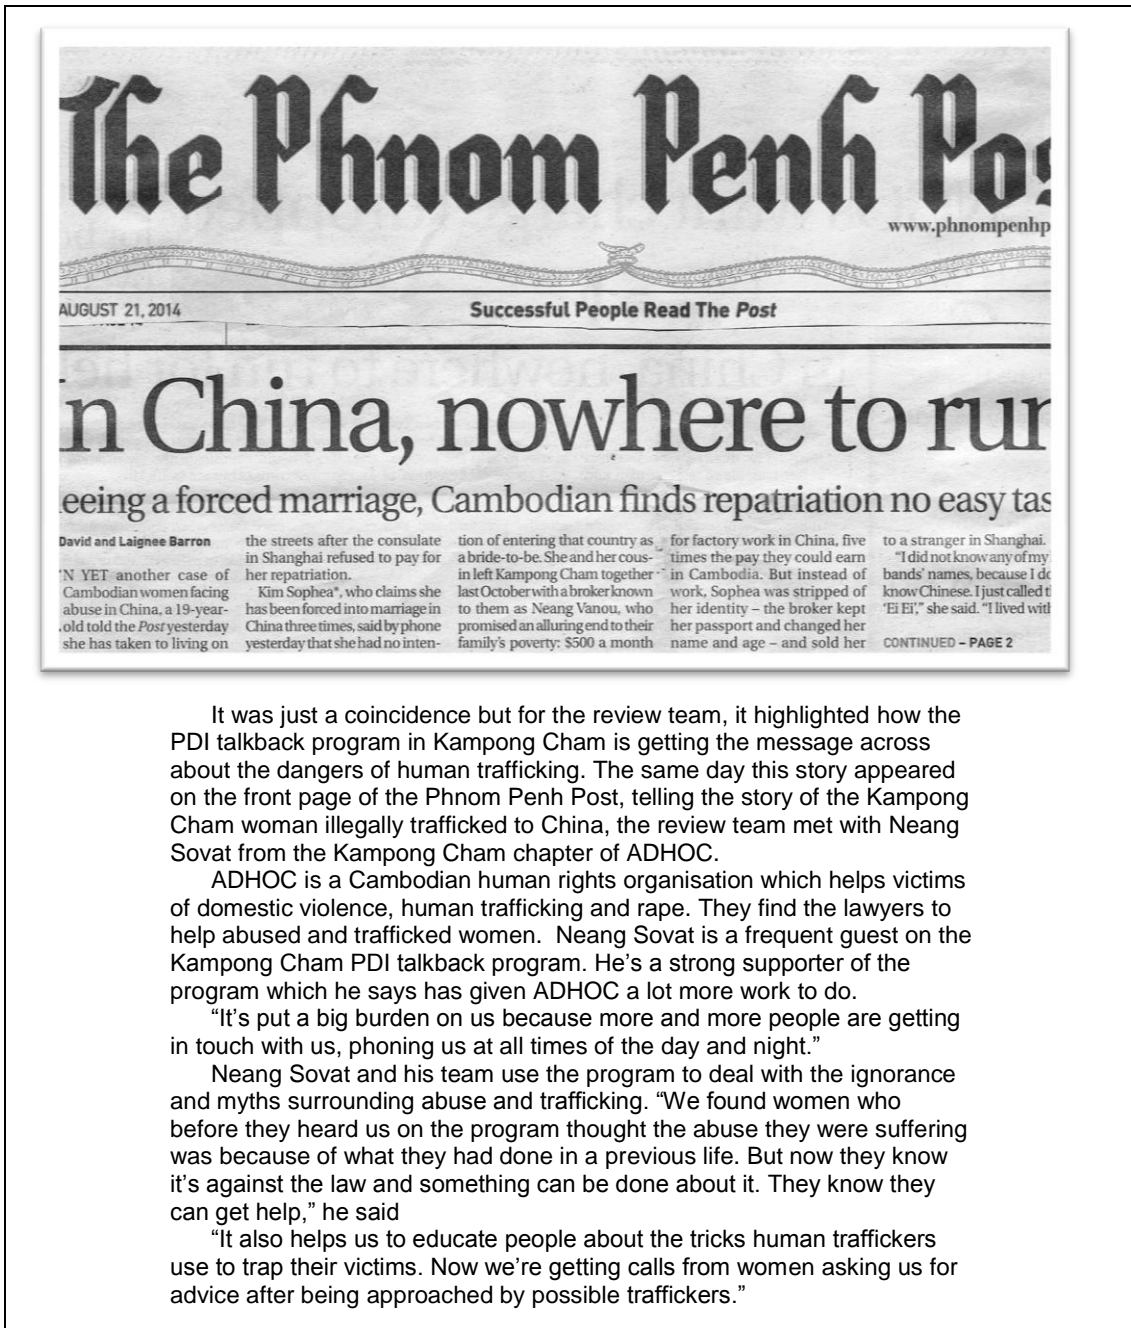 The Phnom Penh Pos
www.phnompenhp
AUGUST 21, 2014
Successful People Read The Post
in China, nowhere to run
leeing a forced marriage, Cambodian finds repatriation no easy tas
David and Laignee Barron
'N YET another case of
Cambodian women facing
abuse in China, a 19-year-
old told the Post yesterday
she has taken to living on
the streets after the consulate
in Shanghai refused to pay for
her repatriation.
Kim Sophea*, who claims she
has been forced into marriage in
China three times, said by phone
yesterday that she had no inten-
tion of entering that country as
a bride-to-be. She and her cous-
in left Kampong Cham together
last October with a broker known
to them as Neang Vanou, who
promised an alluring end to their
family's poverty: $500 a month
for factory work in China, five
times the pay they could earn
in Cambodia. But instead of
work, Sophea was stripped of
her identity – the broker kept
her passport and changed her
name and age – and sold her
to a stranger in Shanghai.
"I did not know any of my
bands' names, because I do
know Chinese. I just called t
'Ei Ei'," she said. "I lived with
CONTINUED – PAGE 2
It was just a coincidence but for the review team, it highlighted how the
PDI talkback program in Kampong Cham is getting the message across
about the dangers of human trafficking. The same day this story appeared
on the front page of the Phnom Penh Post, telling the story of the Kampong
Cham woman illegally trafficked to China, the review team met with Neang
Sovat from the Kampong Cham chapter of ADHOC.
ADHOC is a Cambodian human rights organisation which helps victims
of domestic violence, human trafficking and rape. They find the lawyers to
help abused and trafficked women.  Neang Sovat is a frequent guest on the
Kampong Cham PDI talkback program. He's a strong supporter of the
program which he says has given ADHOC a lot more work to do.
"It's put a big burden on us because more and more people are getting
in touch with us, phoning us at all times of the day and night."
Neang Sovat and his team use the program to deal with the ignorance
and myths surrounding abuse and trafficking. "We found women who
before they heard us on the program thought the abuse they were suffering
was because of what they had done in a previous life. But now they know
it's against the law and something can be done about it. They know they
can get help," he said
"It also helps us to educate people about the tricks human traffickers
use to trap their victims. Now we're getting calls from women asking us for
advice after being approached by possible traffickers."